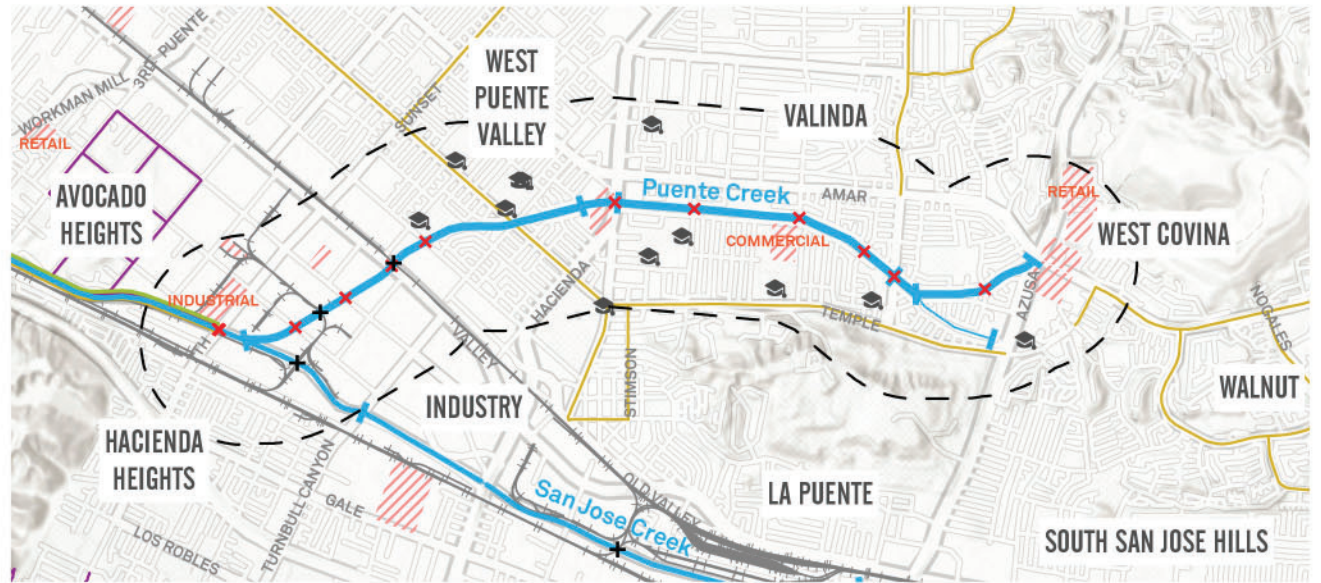 3RD- PUENTE
WORKMAN MILL
RETAIL
SUNSET
WEST
PUENTE
VALLEY
VALINDA
AVOCADO
HEIGHTS
Puente Creek
AMAR
RETAIL
COMMERCIAL
WEST COVINA
INDUSTRIAL
HACIENDA
AZUSA
NOGALES
TEMPLE
VALLEY
STIMSON
WALNUT
INDUSTRY
HACIENDA
HEIGHTS
TURNBULL CANYON
GALE
LOS ROBLES
OLD VALLEY
San Jose Creek
LA PUENTE
SOUTH SAN JOSE HILLS